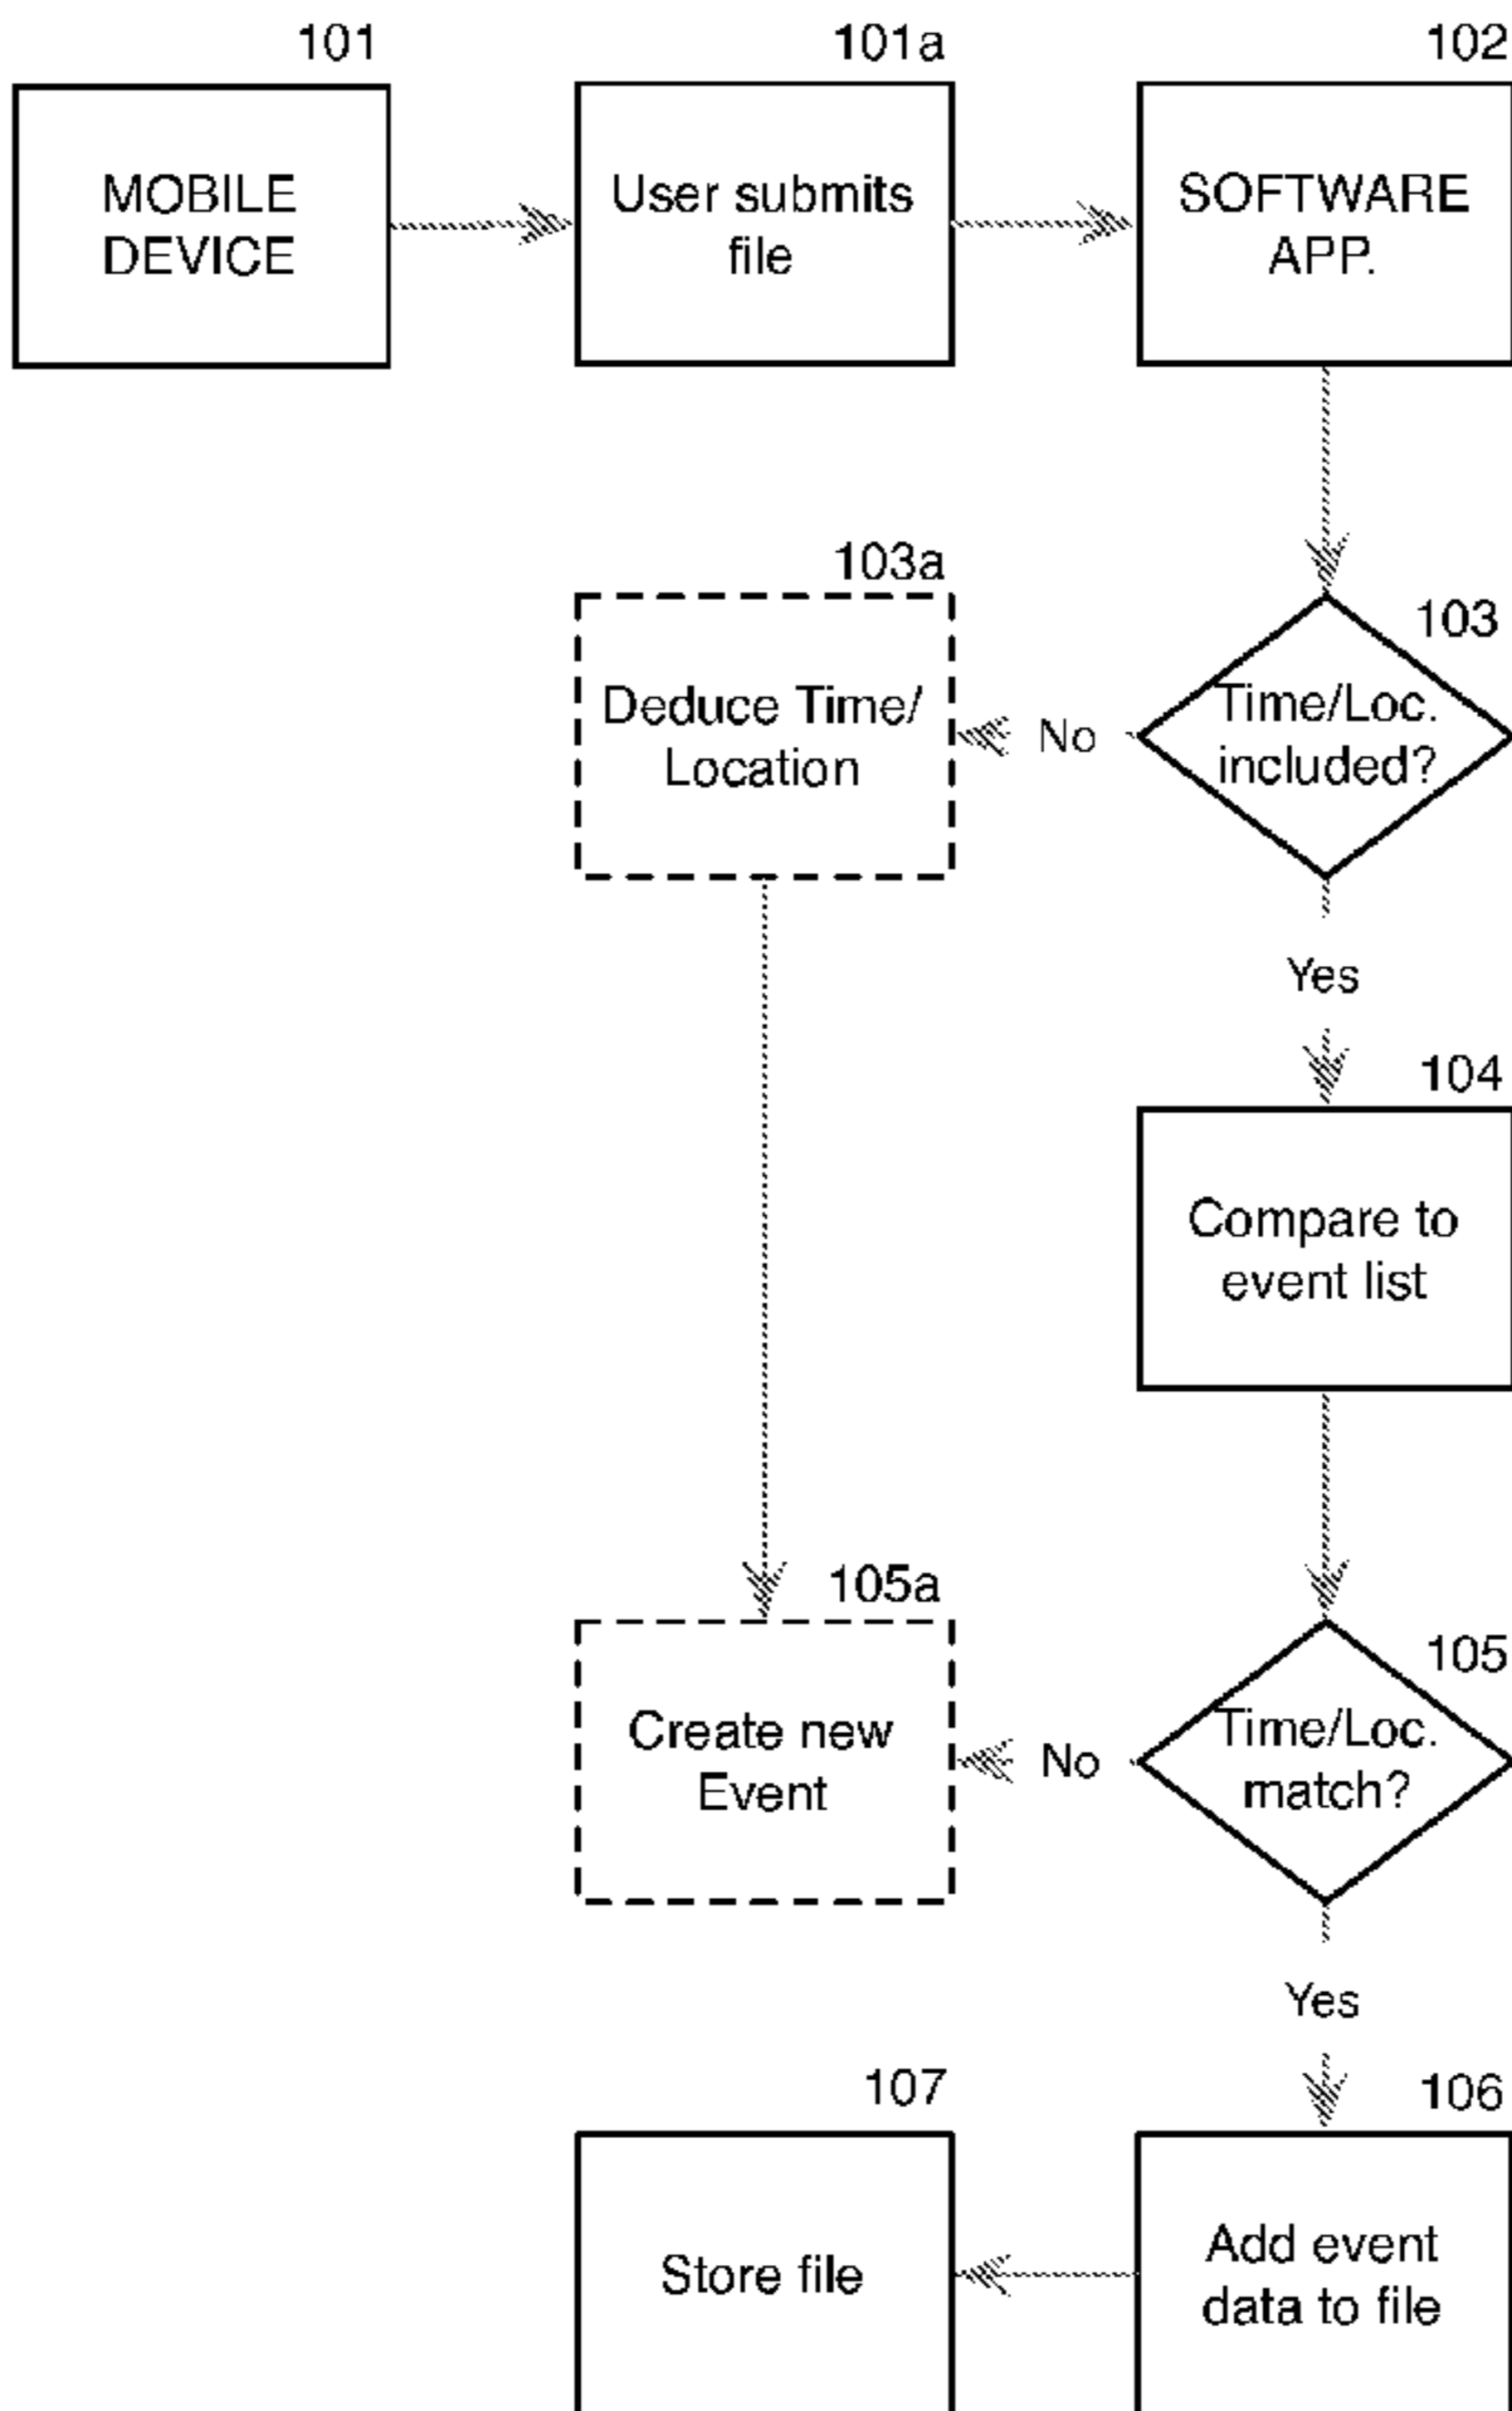 101
MOBILE
DEVICE
101a
User submits
file
102
SOFTWARE
APP.
103a
Deduce Time/
Location
No
103
Time/Loc.
included?
Yes
104
Compare to
event list
105a
Create new
Event
No
105
Time/Loc.
match?
Yes
107
Store file
106
Add event
data to file